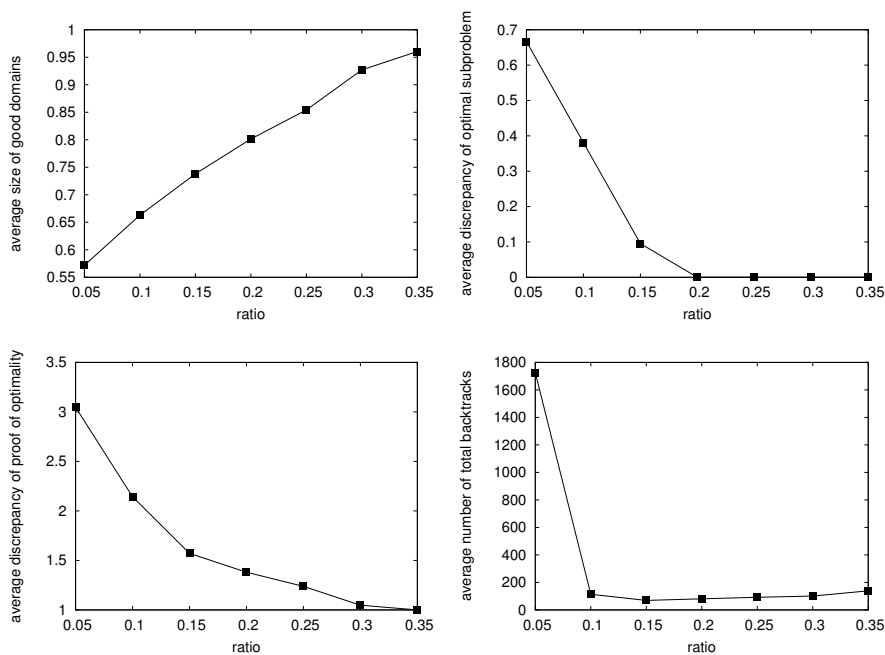 average size of good domains
1
0.95
0.9
0.85
0.8
0.75
0.7
0.65
0.6
0.55
0.05 0.1 0.15 0.2 0.25 0.3 0.35
ratio
average discrepancy of optimal subproblem
0.7
0.6
0.5
0.4
0.3
0.2
0.1
0
0.05 0.1 0.15 0.2 0.25 0.3 0.35
ratio
average discrepancy of proof of optimality
3.5
3
2.5
2
1.5
1
0.05 0.1 0.15 0.2 0.25 0.3 0.35
ratio
average number of total backtracks
1800
1600
1400
1200
1000
800
600
400
200
0
0.05 0.1 0.15 0.2 0.25 0.3 0.35
ratio